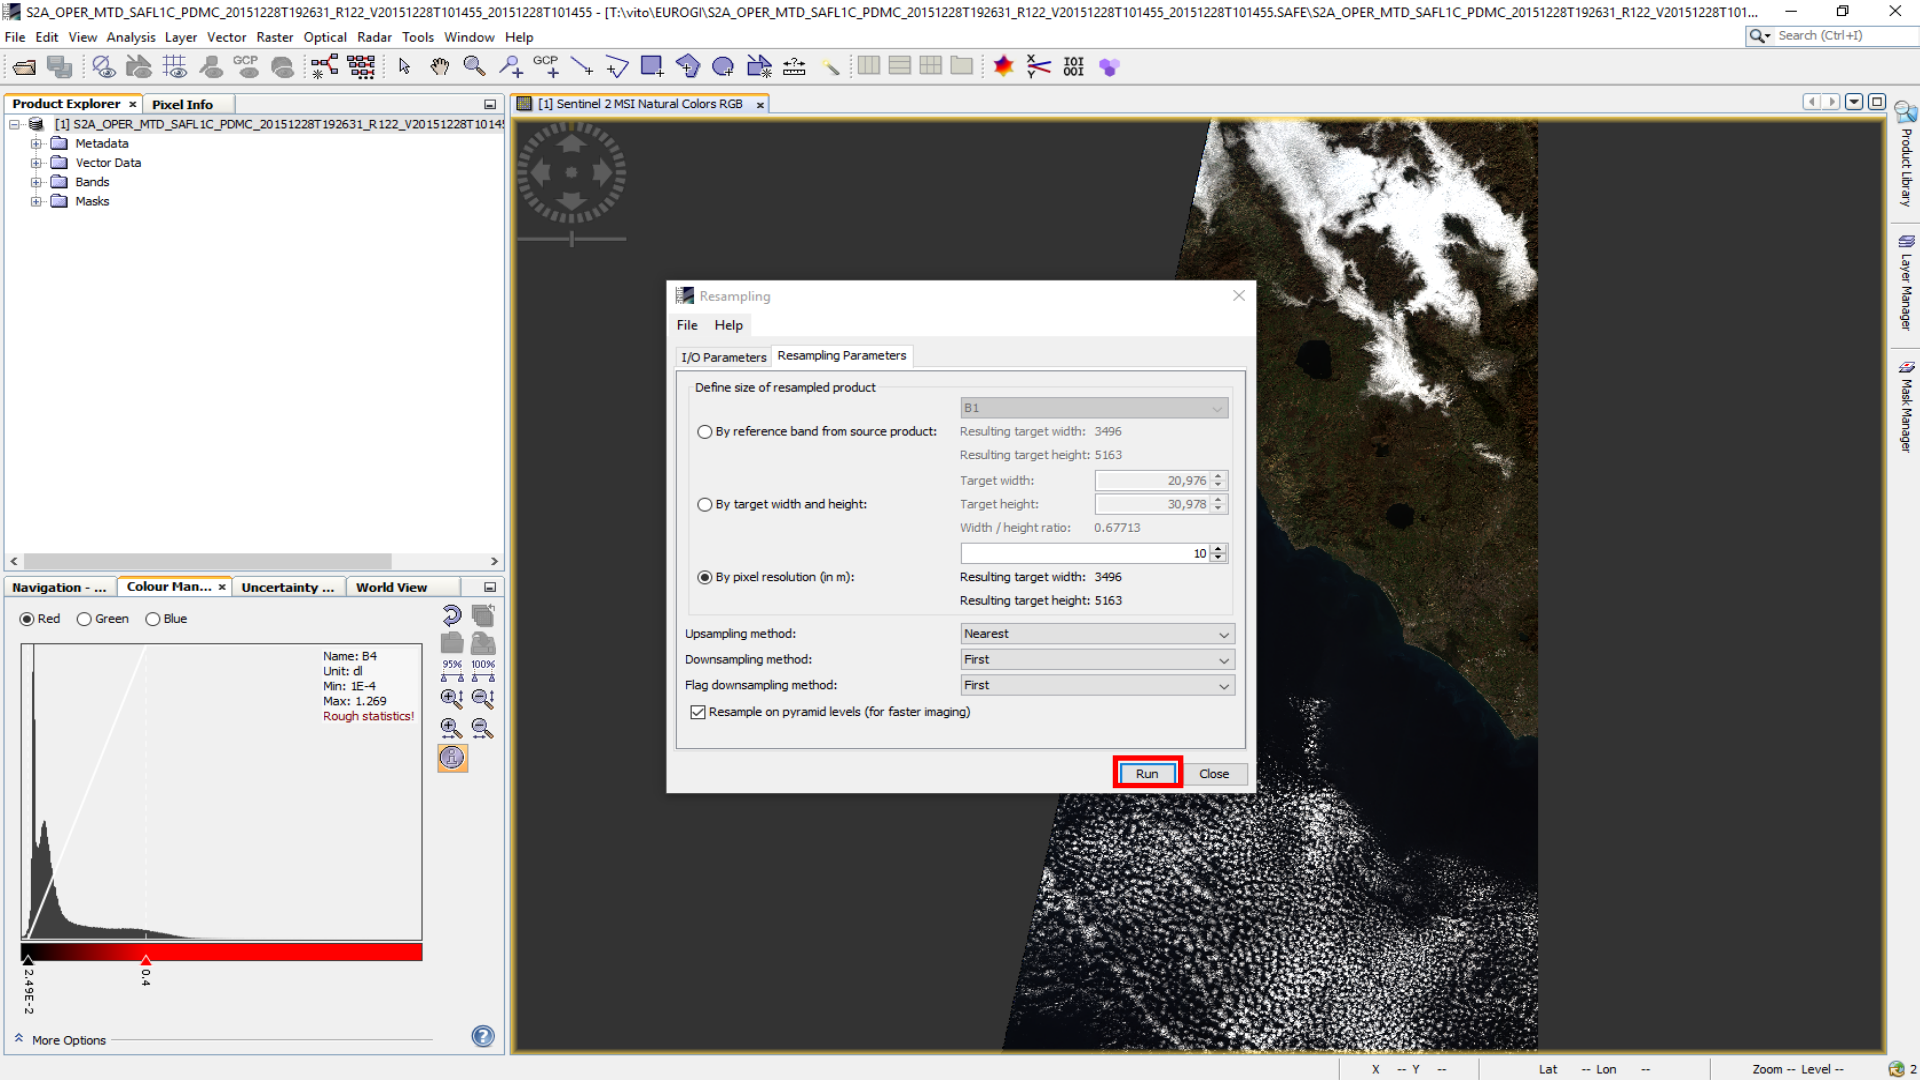 S2A_OPER_MTD_SAFL1C_PDMC_20151228T192631_R122_V20151228T101455_20151228T101455 - [T:\vito\EUROGI\S2A_OPER_MTD_SAFL1C_PDMC_20151228T192631_R122_V20151228T101455_20151228T101455.SAFE\S2A_OPER_MTD_SAFL1C_PDMC_20151228T192631_R122_V20151228T101...
File Edit View Analysis Layer Vector Raster Optical Radar Tools Window Help
Search (Ctrl+I)
GCP
GCP
Product Explorer × Pixel Info
[1] Sentinel 2 MSI Natural Colors RGB ×
[1] S2A_OPER_MTD_SAFL1C_PDMC_20151228T192631_R122_V20151228T10145
Metadata
Vector Data
Bands
Masks
Product Library
Layer Manager
Mask Manager
Resampling
File Help
I/O Parameters Resampling Parameters
Define size of resampled product
B1
By reference band from source product:
Resulting target width: 3496
Resulting target height: 5163
Target width: 20,976
By target width and height:
Target height: 30,978
Width / height ratio: 0.67713
10
By pixel resolution (in m):
Resulting target width: 3496
Resulting target height: 5163
Upsampling method: Nearest
Downsampling method: First
Flag downsampling method: First
Resample on pyramid levels (for faster imaging)
Run Close
Navigation - ... Colour Man... × Uncertainty ... World View
Red Green Blue
Name: B4
Unit: dl
Min: 1E-4
Max: 1.269
Rough statistics!
95% 100%
2.49E-2
0.4
More Options
X -- Y -- Lat -- Lon -- Zoom -- Level -- 2